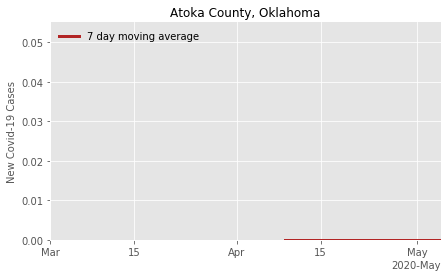 Atoka County, Oklahoma
7 day moving average
New Covid-19 Cases
0.05
0.04
0.03
0.02
0.01
0.00
Mar 15 Apr 15 May
2020-May